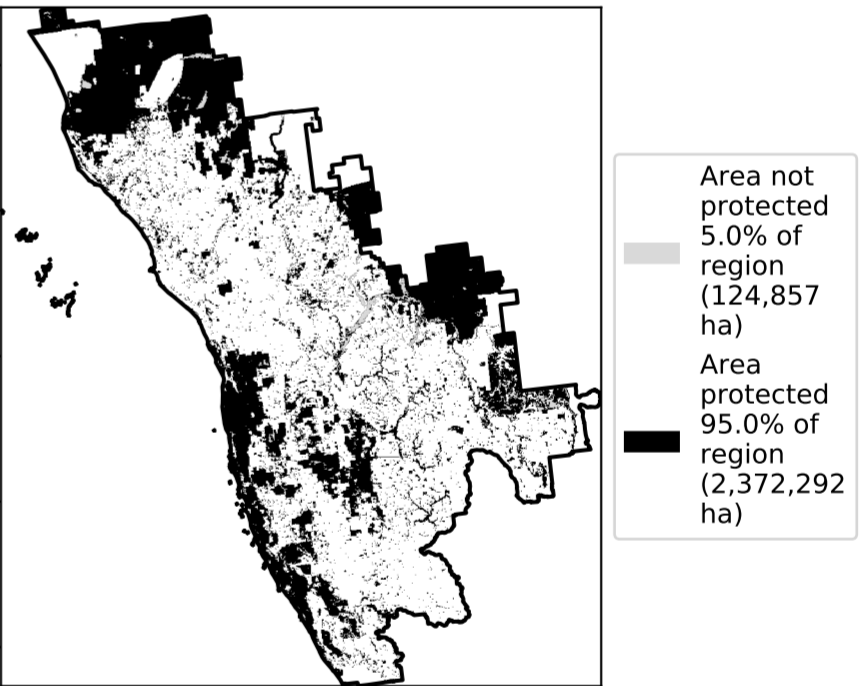 Area not
protected
5.0% of
region
(124,857
ha)
Area
protected
95.0% of
region
(2,372,292
ha)